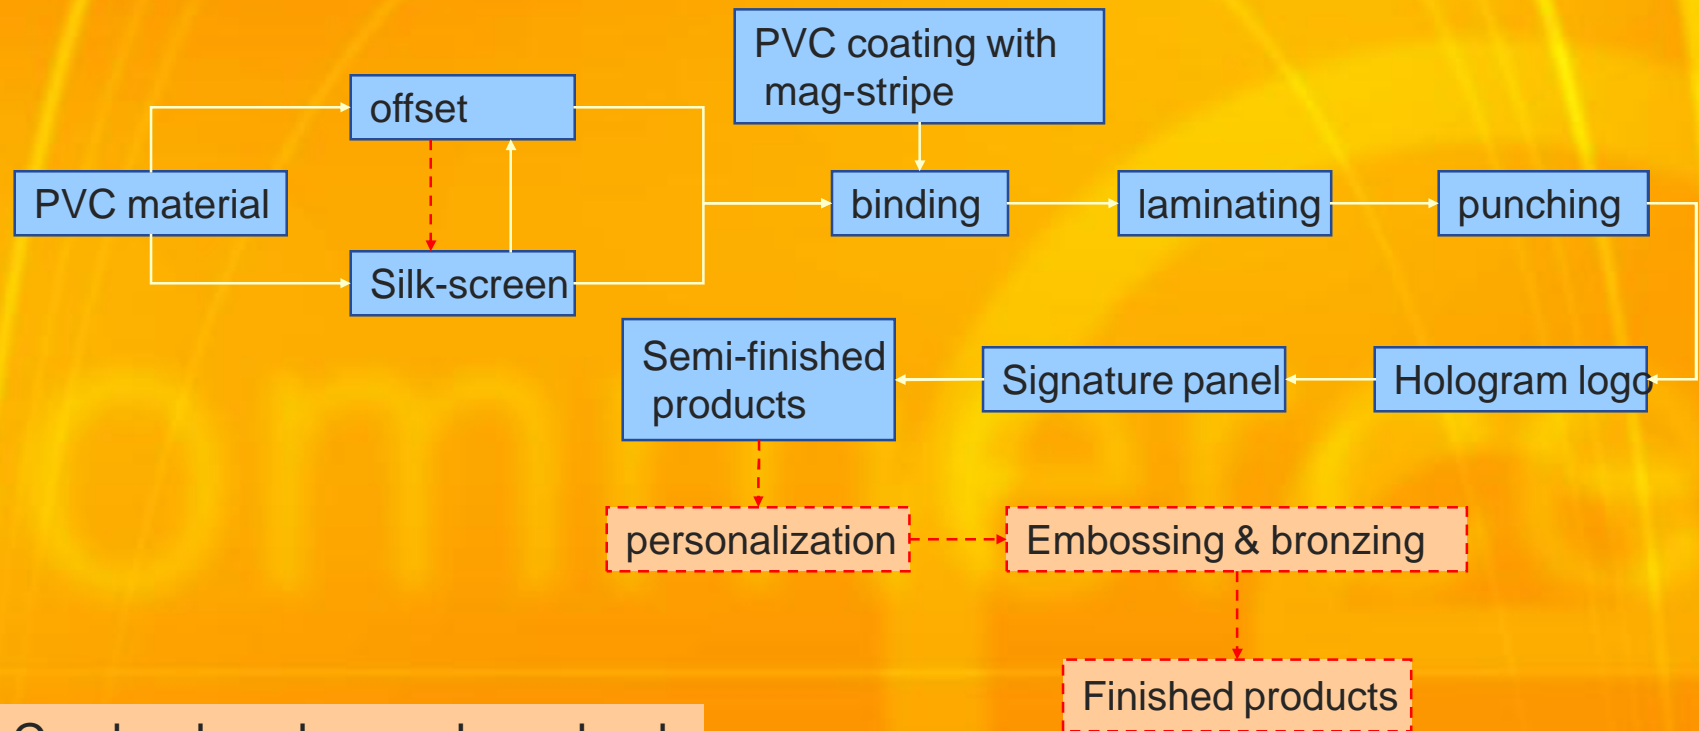 PVC coating with
mag-stripe
offset
PVC material
binding
laminating
punching
Silk-screen
Semi-finished
products
Signature panel
Hologram logo
personalization
Embossing & bronzing
Finished products